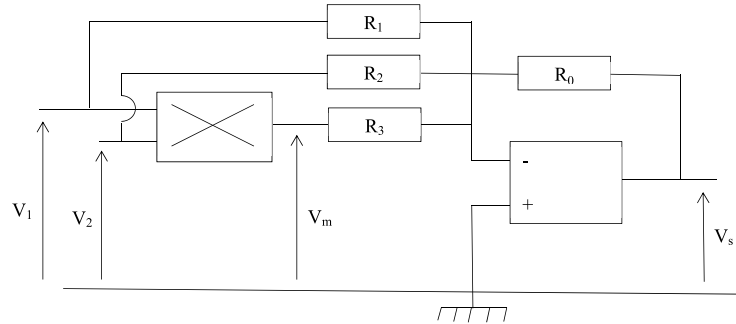 R₁
R₂
R₀
R₃
-
+
V₁
V₂
Vₘ
Vₛ